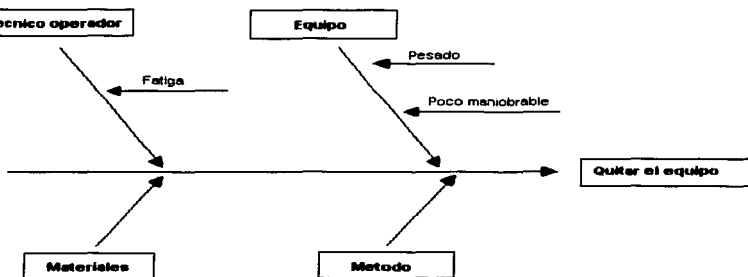 ecnico operador
Equipo
Pesado
Fatiga
Poco maniobrable
Quitar el equipo
Materiales
Metodo